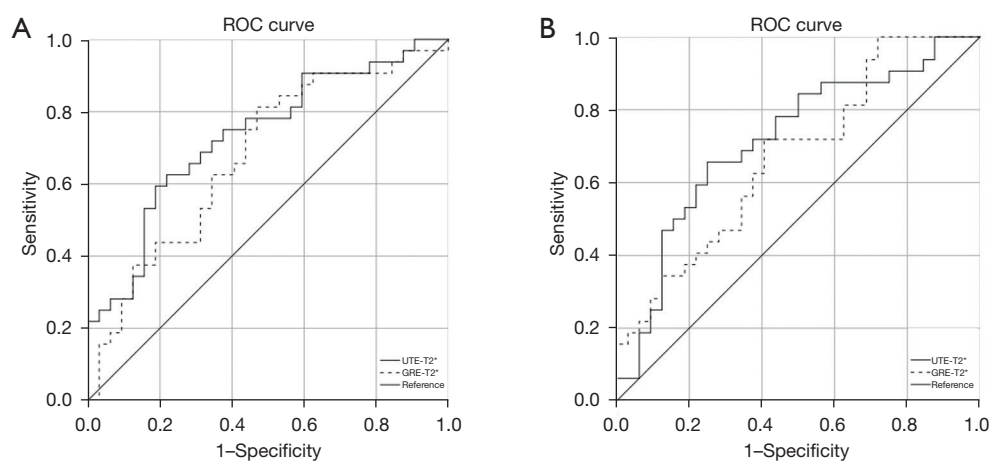 A
ROC curve
1.0
0.8
0.6
0.4
0.2
0.0
Sensitivity
UTE-T2*
GRE-T2*
Reference
0.0 0.2 0.4 0.6 0.8 1.0
1–Specificity
B
ROC curve
1.0
0.8
0.6
0.4
0.2
0.0
Sensitivity
UTE-T2*
GRE-T2*
Reference
0.0 0.2 0.4 0.6 0.8 1.0
1–Specificity